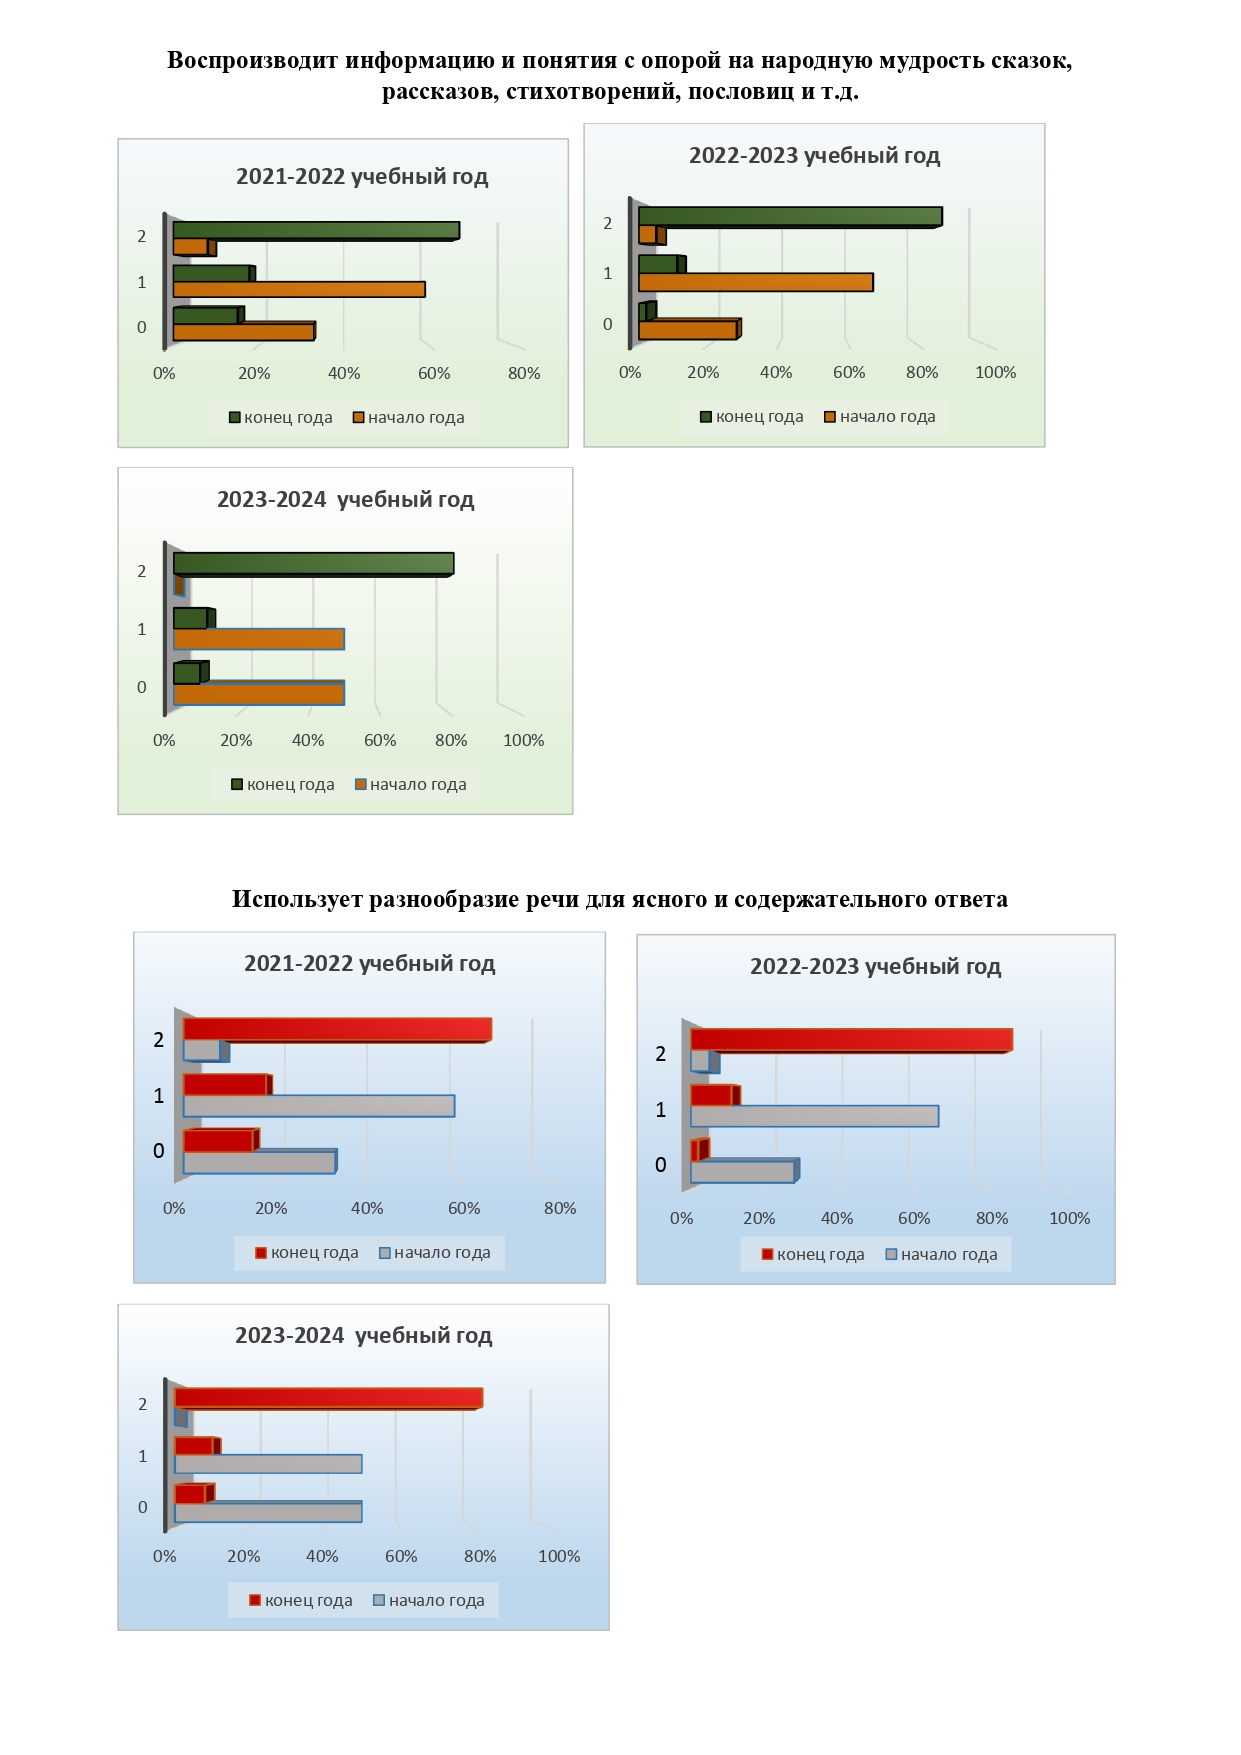 Воспроизводит информацию и понятия с опорой на народную мудрость сказок,
рассказов, стихотворений, пословиц и т.д.
2021-2022 учебный год
2
1
0
0% 20% 40% 60% 80%
конец года начало года
2022-2023 учебный год
2
1
0
0% 20% 40% 60% 80% 100%
конец года начало года
2023-2024 учебный год
2
1
0
0% 20% 40% 60% 80% 100%
конец года начало года
Использует разнообразие речи для ясного и содержательного ответа
2021-2022 учебный год
2
1
0
0% 20% 40% 60% 80%
конец года начало года
2022-2023 учебный год
2
1
0
0% 20% 40% 60% 80% 100%
конец года начало года
2023-2024 учебный год
2
1
0
0% 20% 40% 60% 80% 100%
конец года начало года